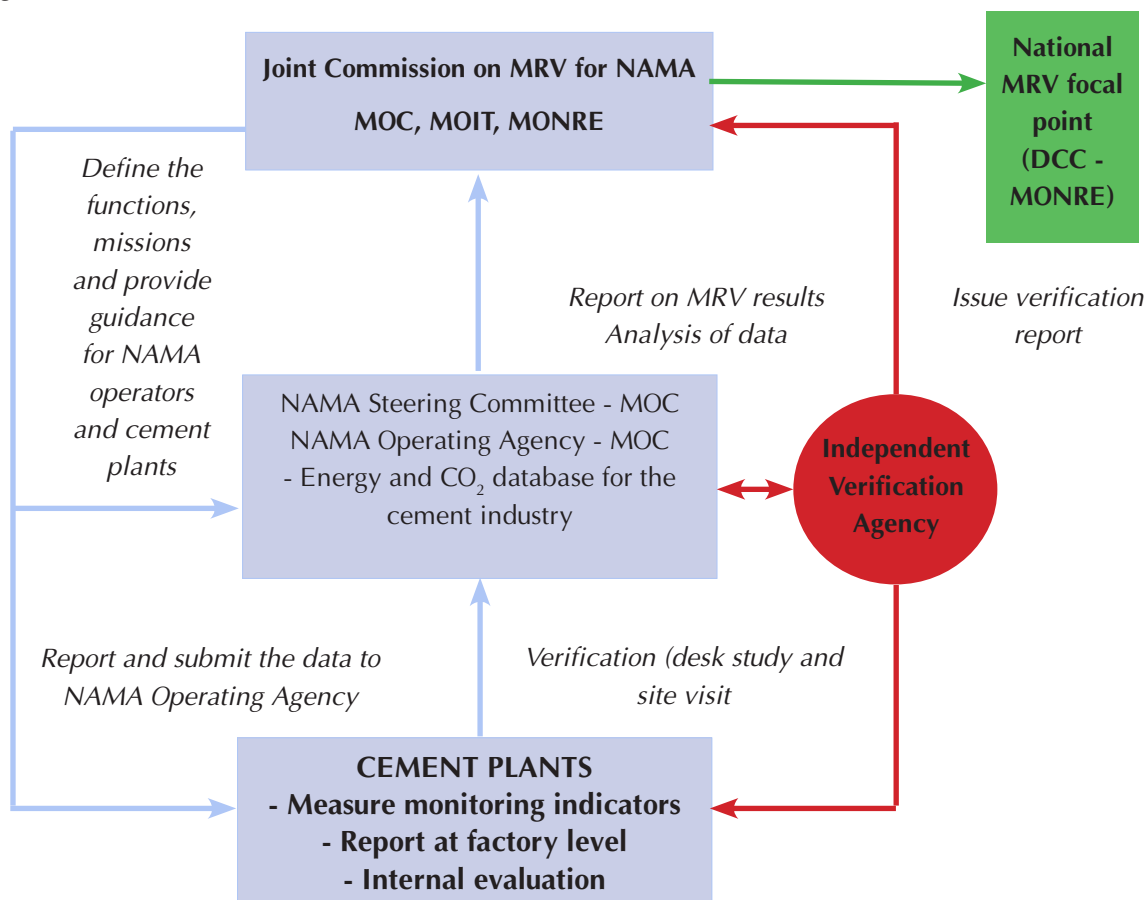 Joint Commission on MRV for NAMA
MOC, MOIT, MONRE
National
MRV focal
point
(DCC -
MONRE)
Define the
functions,
missions
and provide
guidance
for NAMA
operators
and cement
plants
Report on MRV results
Analysis of data
Issue verification
report
NAMA Steering Committee - MOC
NAMA Operating Agency - MOC
- Energy and CO₂ database for the
cement industry
Independent
Verification
Agency
Report and submit the data to
NAMA Operating Agency
Verification (desk study and
site visit
CEMENT PLANTS
- Measure monitoring indicators
- Report at factory level
- Internal evaluation